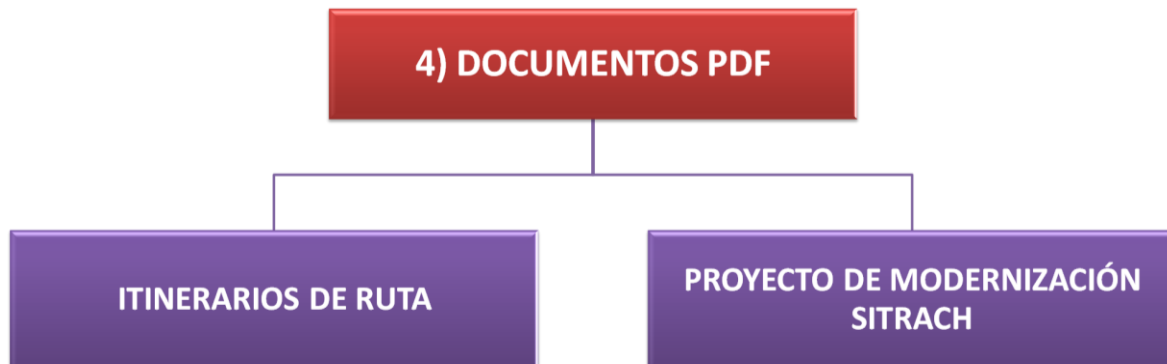 4) DOCUMENTOS PDF
ITINERARIOS DE RUTA
PROYECTO DE MODERNIZACIÓN
SITRACH